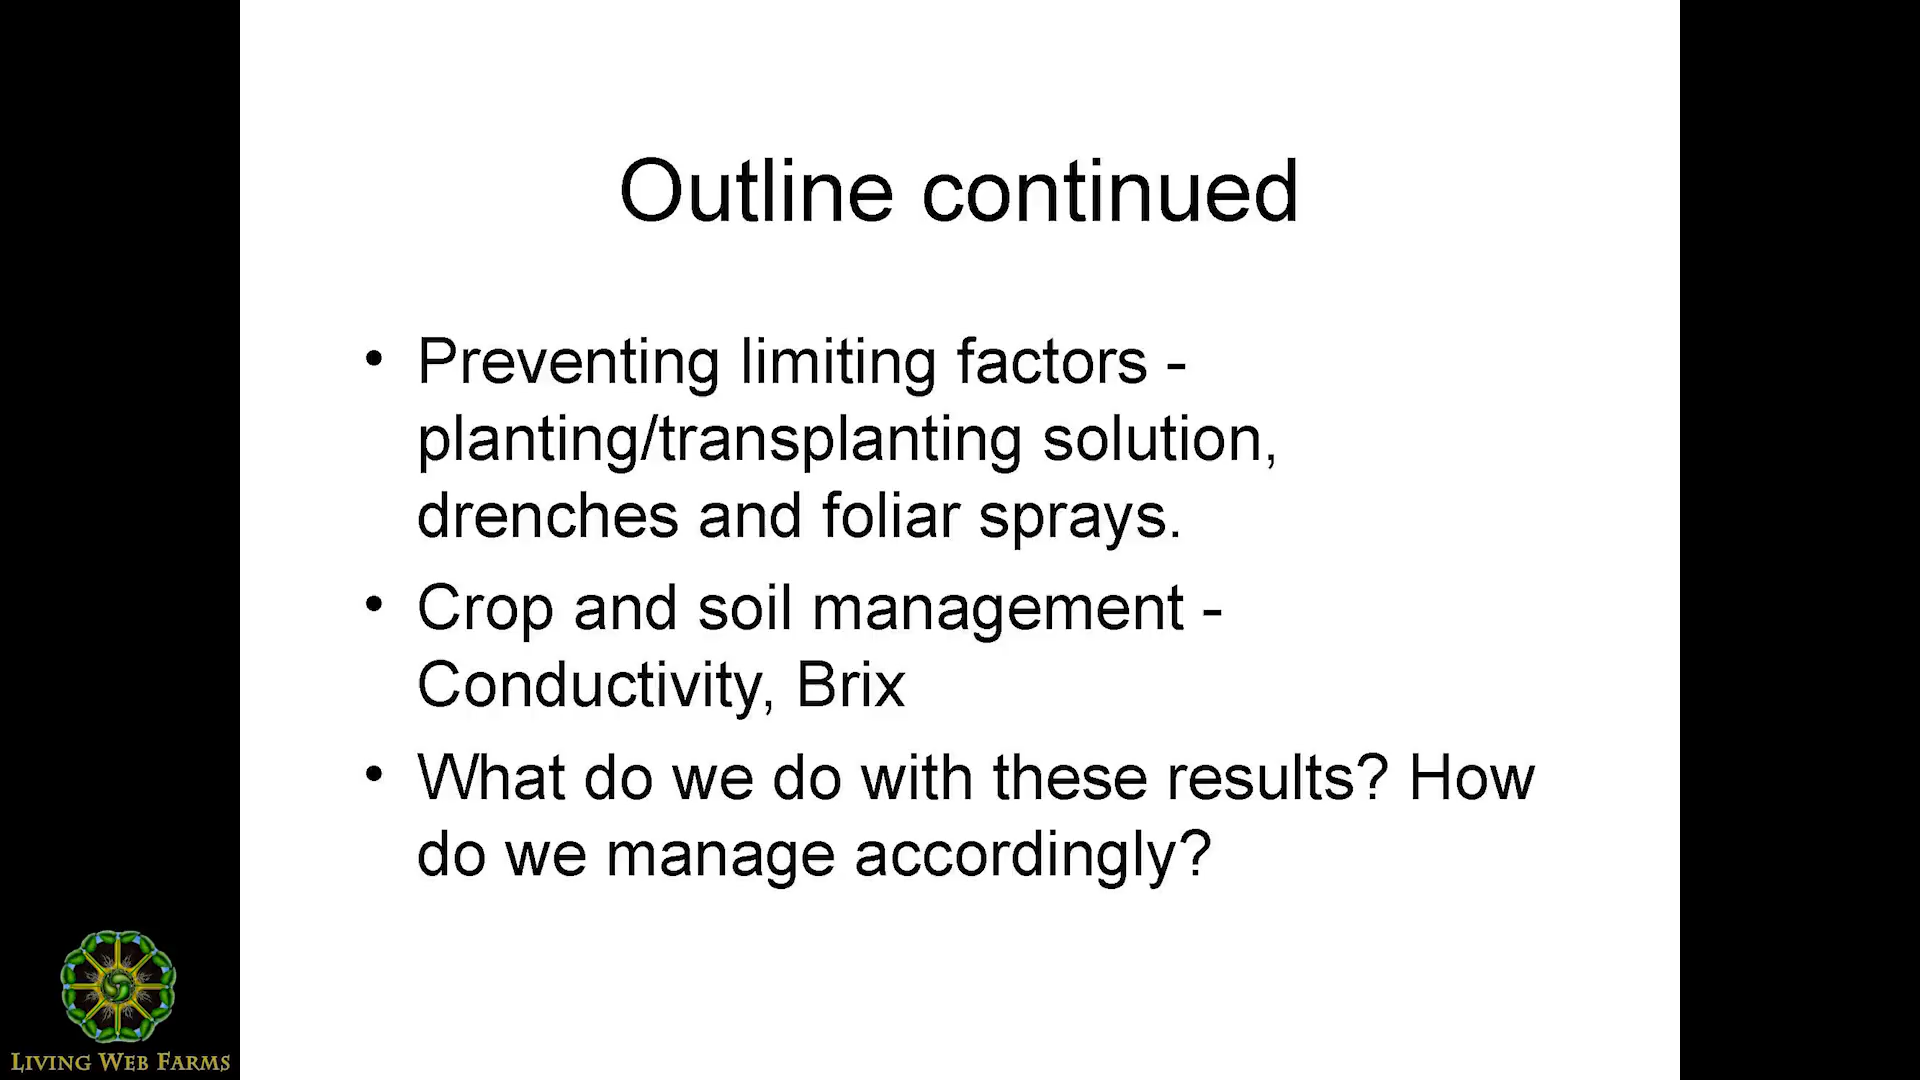 Outline continued
• Preventing limiting factors -
planting/transplanting solution,
drenches and foliar sprays.
• Crop and soil management -
Conductivity, Brix
• What do we do with these results? How
do we manage accordingly?
LIVING WEB FARMS